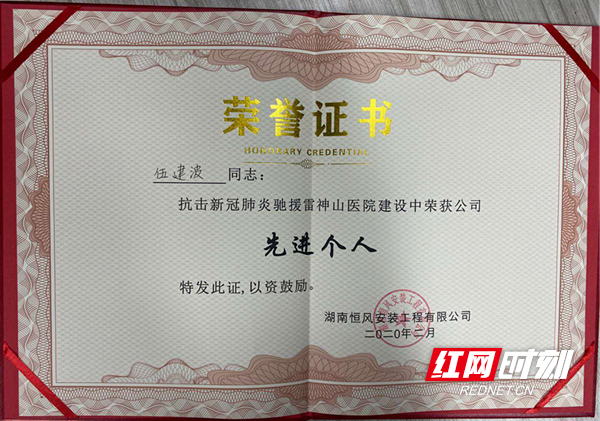 荣誉证书
HONORARY CREDENTIAL
伍建波 同志：
抗击新冠肺炎驰援雷神山医院建设中荣获公司
先进个人
特发此证，以资鼓励。
湖南恒风安装工程有限公司
二〇二〇年二月
红网时刻
REDNET.CN